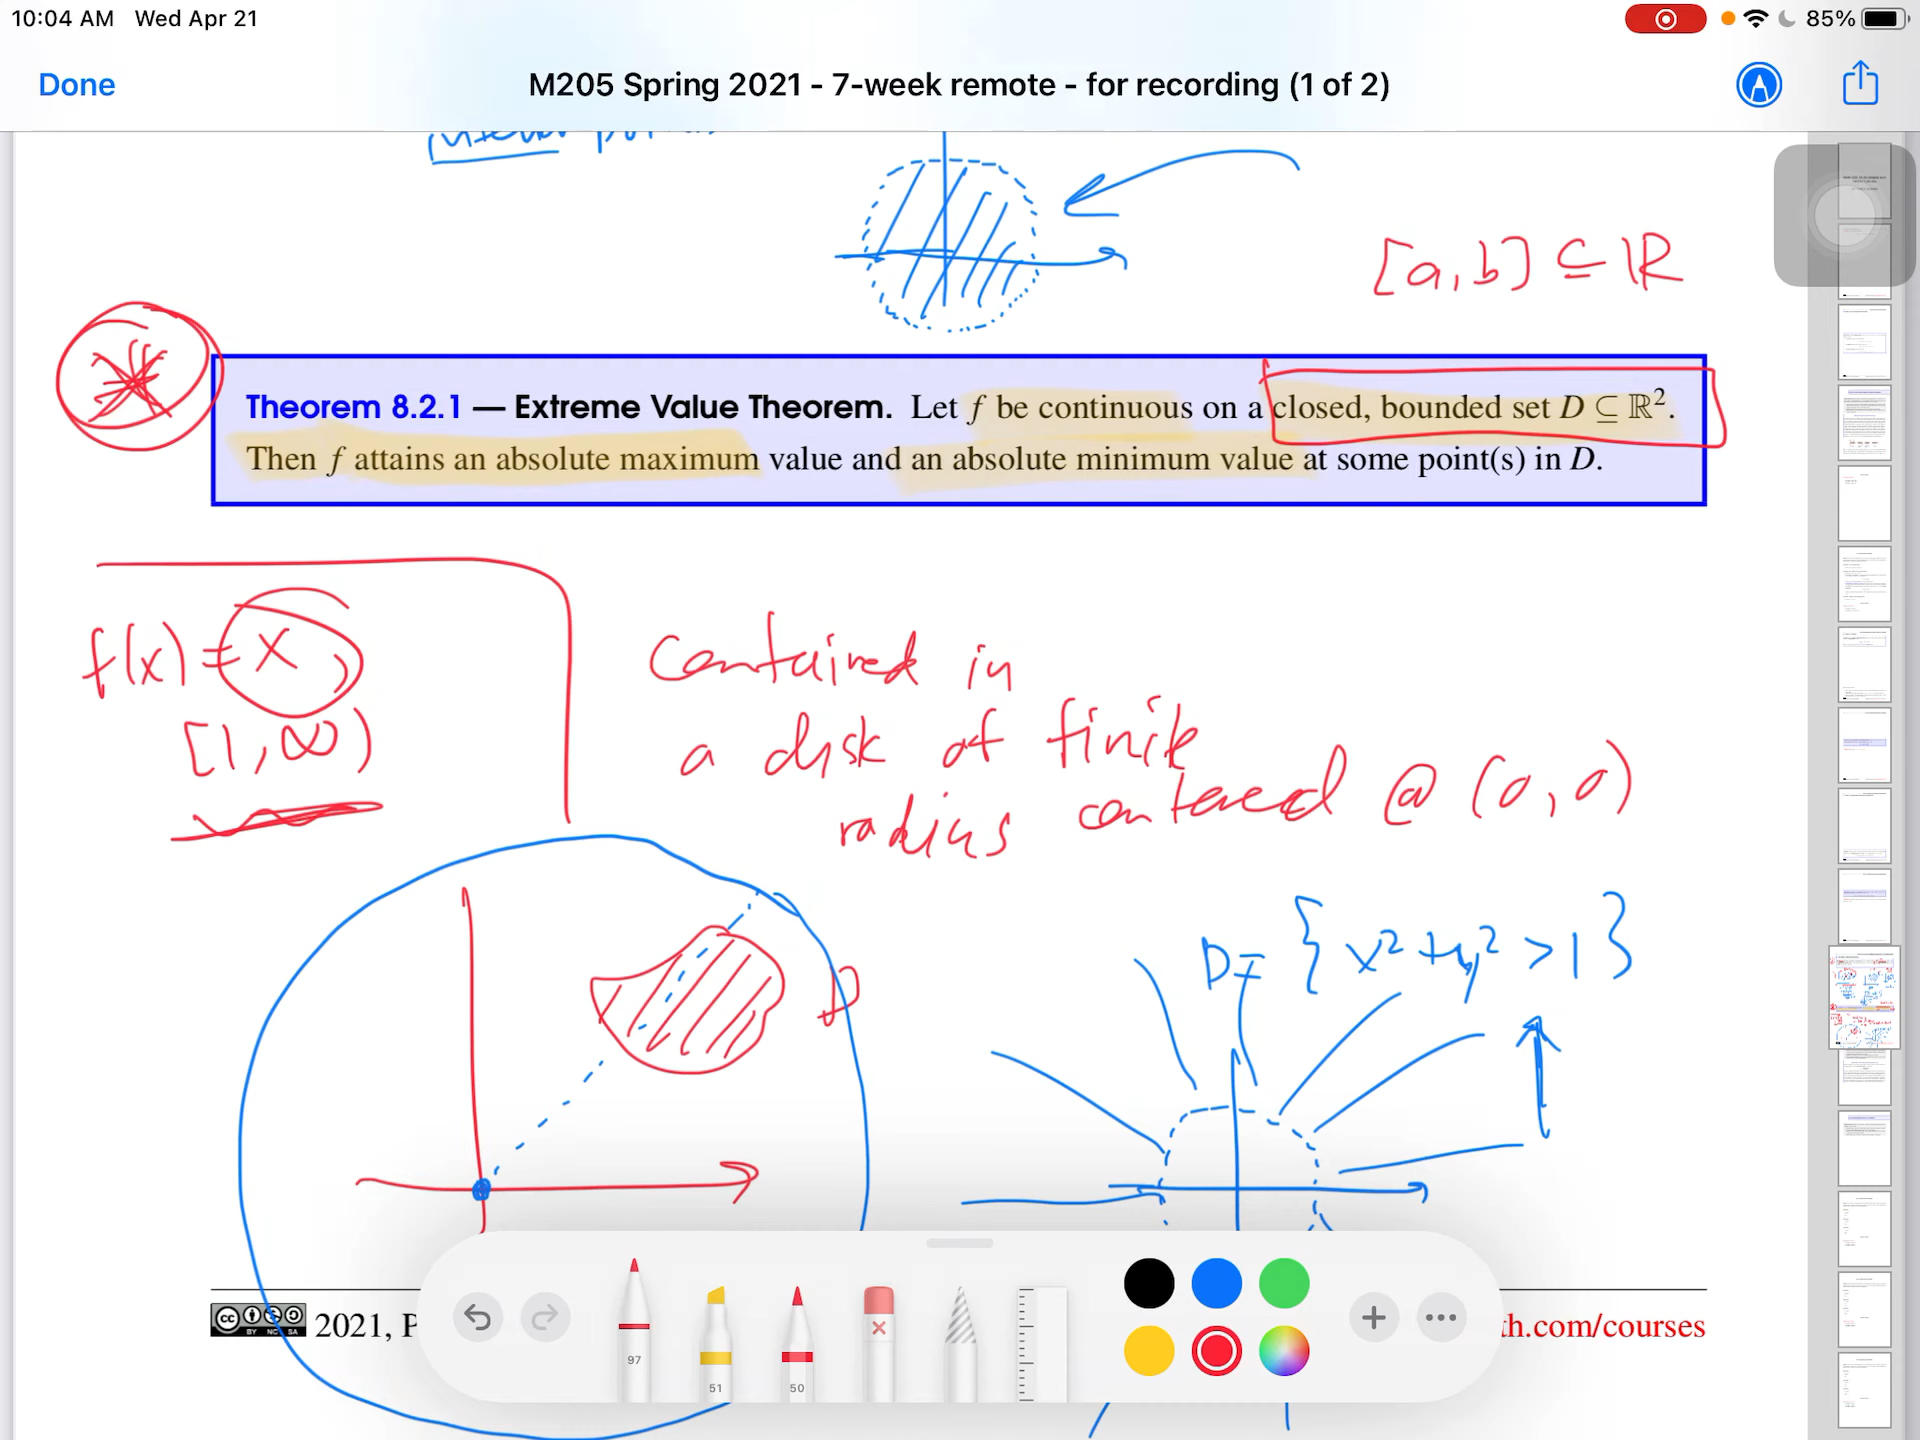 10:04 AM Wed Apr 21
85%
Done
M205 Spring 2021 - 7-week remote - for recording (1 of 2)
[a,b] ⊆ ℝ
Theorem 8.2.1 — Extreme Value Theorem. Let f be continuous on a closed, bounded set D ⊆ ℝ².
Then f attains an absolute maximum value and an absolute minimum value at some point(s) in D.
f(x) = x,
[1,∞)
contained in
a disk of finite
radius centered @ (0,0)
D = { x² + y² > 1 }
D
97
51
50
BY NC SA
2021, P
th.com/courses